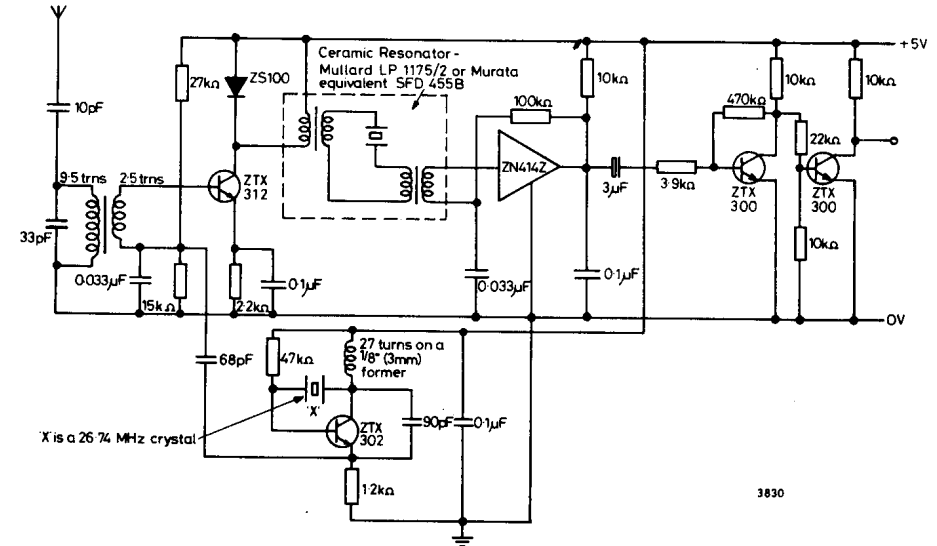 +5V
Ceramic Resonator-
Mullard LP 1175/2 or Murata
equivalent SFD 455B
10pF
27kΩ
ZS100
100kΩ
10kΩ
470kΩ
10kΩ
10kΩ
22kΩ
9·5 trns
2·5 trns
ZTX
312
ZN414Z
3µF
3·9kΩ
ZTX
300
ZTX
300
33pF
0·033µF
15kΩ
2·2kΩ
0·1µF
0·033µF
0·1µF
10kΩ
0V
68pF
47kΩ
27 turns on a
1/8" (3mm)
former
'X'
'X' is a 26·74 MHz crystal
ZTX
302
90pF
0·1µF
1·2kΩ
3830